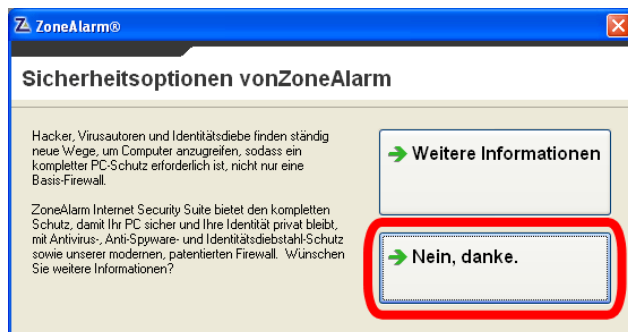 ZoneAlarm®
Sicherheitsoptionen vonZoneAlarm
Hacker, Virusautoren und Identitätsdiebe finden ständig
neue Wege, um Computer anzugreifen, sodass ein
kompletter PC-Schutz erforderlich ist, nicht nur eine
Basis-Firewall.
ZoneAlarm Internet Security Suite bietet den kompletten
Schutz, damit Ihr PC sicher und Ihre Identität privat bleibt,
mit Antivirus-, Anti-Spyware- und Identitätsdiebstahl-Schutz
sowie unserer modernen, patentierten Firewall. Wünschen
Sie weitere Informationen?
Weitere Informationen
Nein, danke.